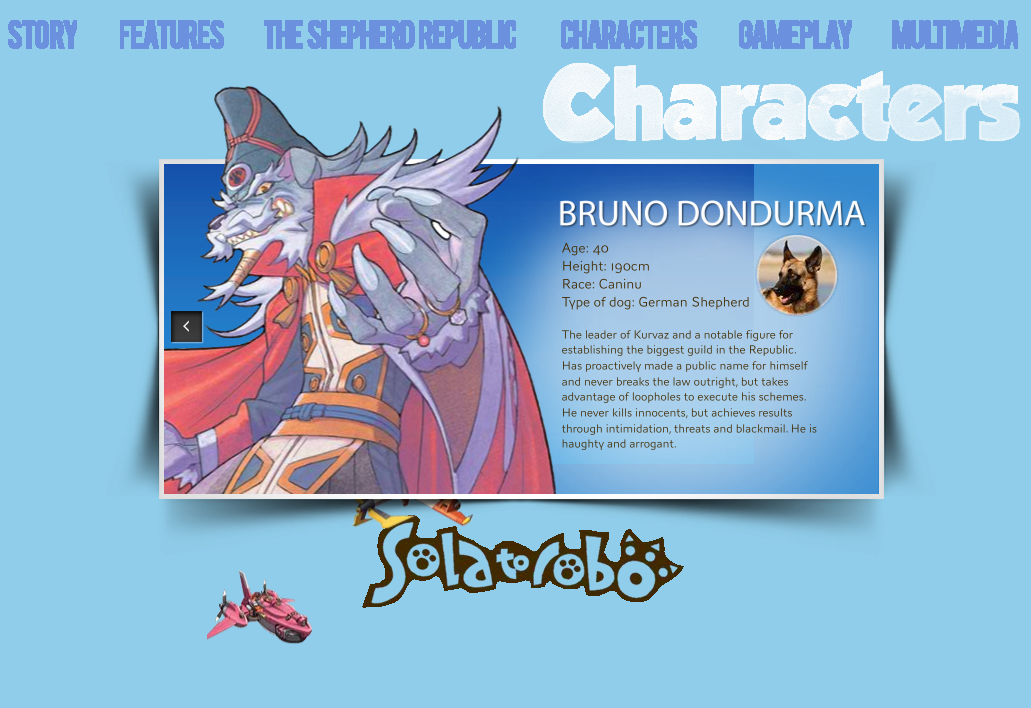 STORY FEATURES THE SHEPHERD REPUBLIC CHARACTERS GAMEPLAY MULTIMEDIA
Characters
BRUNO DONDURMA
Age: 40
Height: 190cm
Race: Caninu
Type of dog: German Shepherd
The leader of Kurvaz and a notable figure for
establishing the biggest guild in the Republic.
Has proactively made a public name for himself
and never breaks the law outright, but takes
advantage of loopholes to execute his schemes.
He never kills innocents, but achieves results
through intimidation, threats and blackmail. He is
haughty and arrogant.
Solatorobo